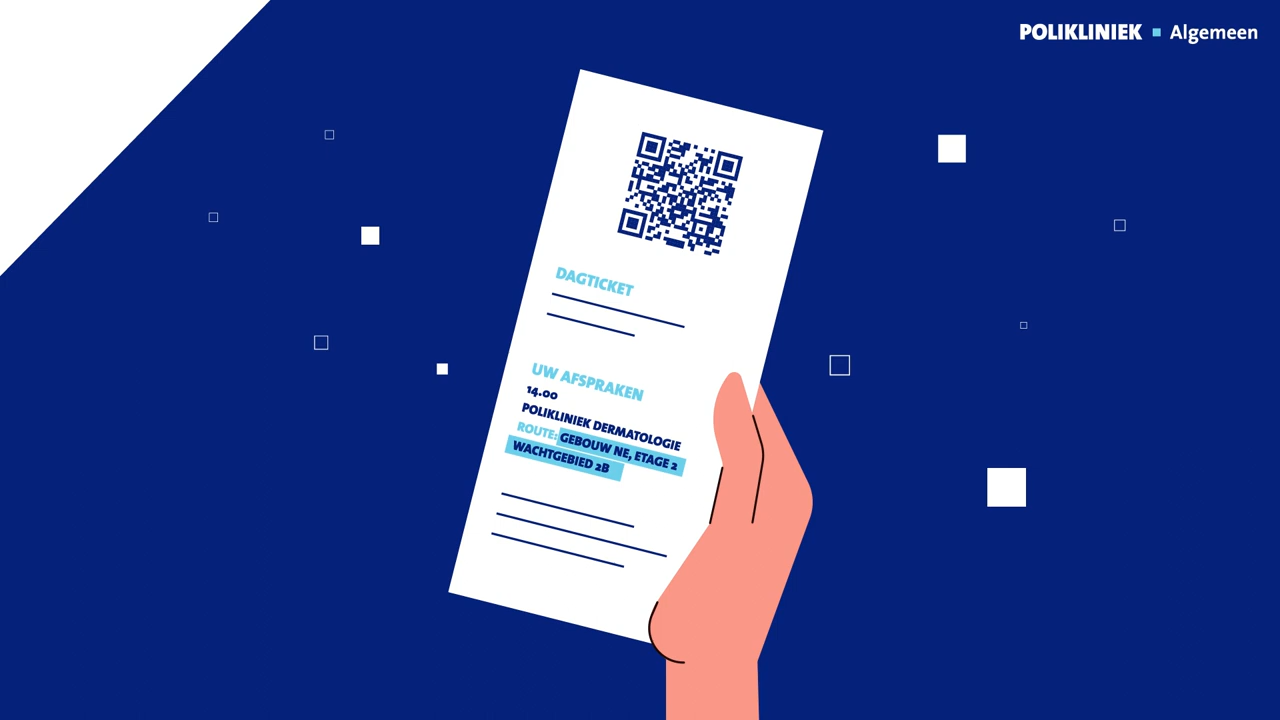 POLIKLINIEK ▪ Algemeen
DAGTICKET
UW AFSPRAKEN
14.00
POLIKLINIEK DERMATOLOGIE
ROUTE: GEBOUW NE, ETAGE 2
WACHTGEBIED 2B